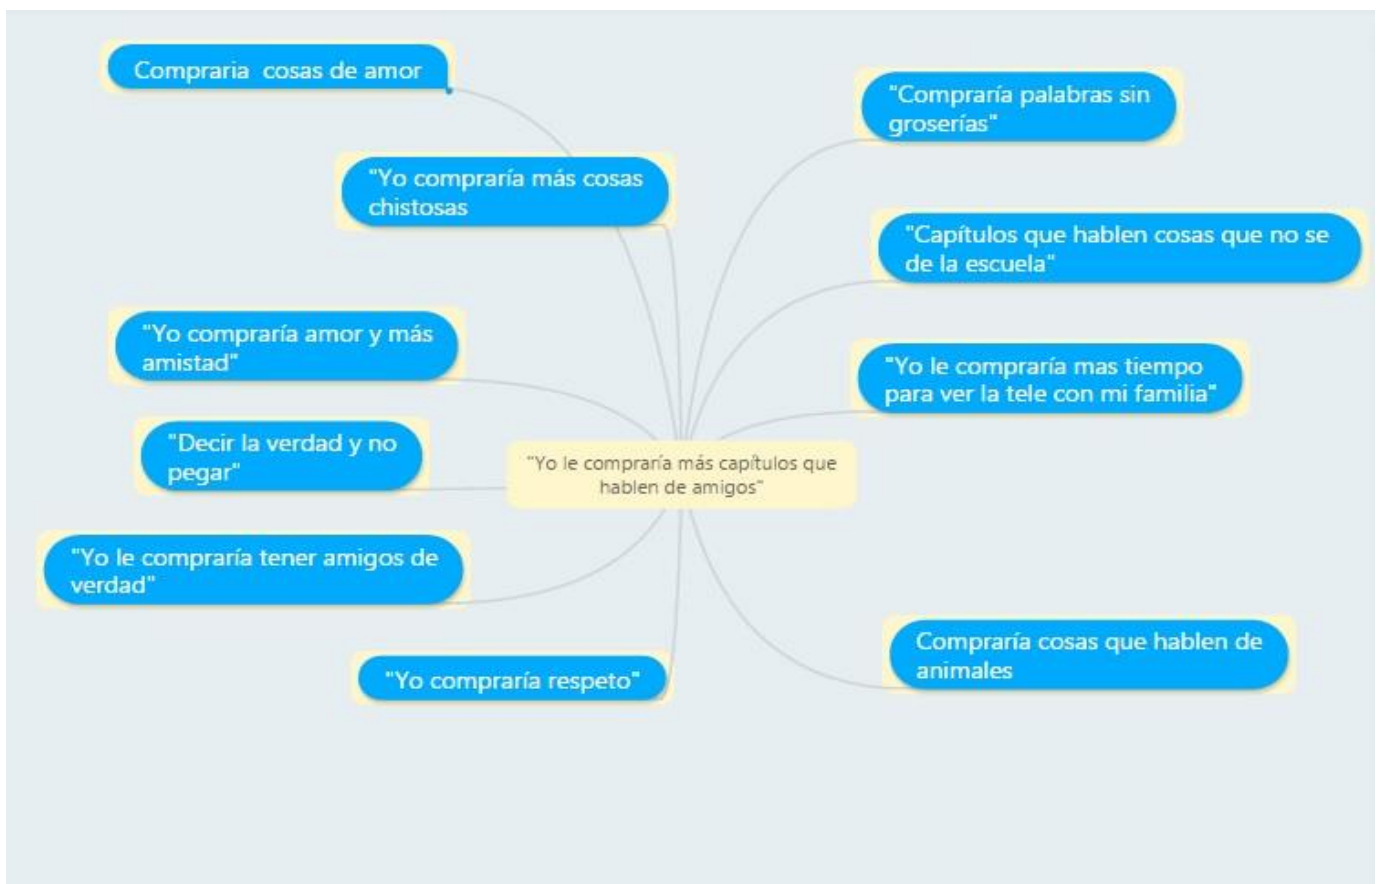 Compraria  cosas de amor
"Yo compraría más cosas
chistosas
"Yo compraría amor y más
amistad"
"Decir la verdad y no
pegar"
"Yo le compraría tener amigos de
verdad"
"Yo compraría respeto"
"Yo le compraría más capítulos que
hablen de amigos"
"Compraría palabras sin
groserías"
"Capítulos que hablen cosas que no se
de la escuela"
"Yo le compraría mas tiempo
para ver la tele con mi familia"
Compraría cosas que hablen de
animales